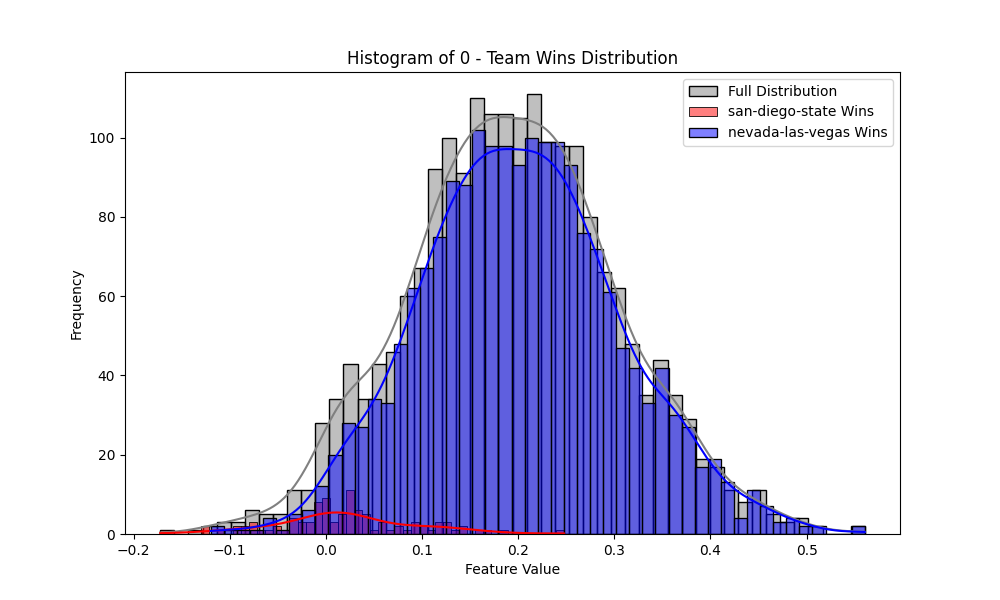 Histogram of 0 - Team Wins Distribution
Full Distribution
san-diego-state Wins
nevada-las-vegas Wins
Frequency
100
80
60
40
20
0
−0.2 −0.1 0.0 0.1 0.2 0.3 0.4 0.5
Feature Value